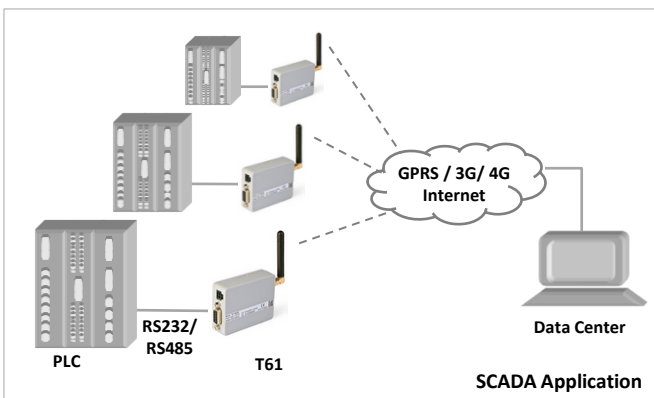 GPRS / 3G/ 4G
Internet
RS232/
RS485
PLC
T61
Data Center
SCADA Application